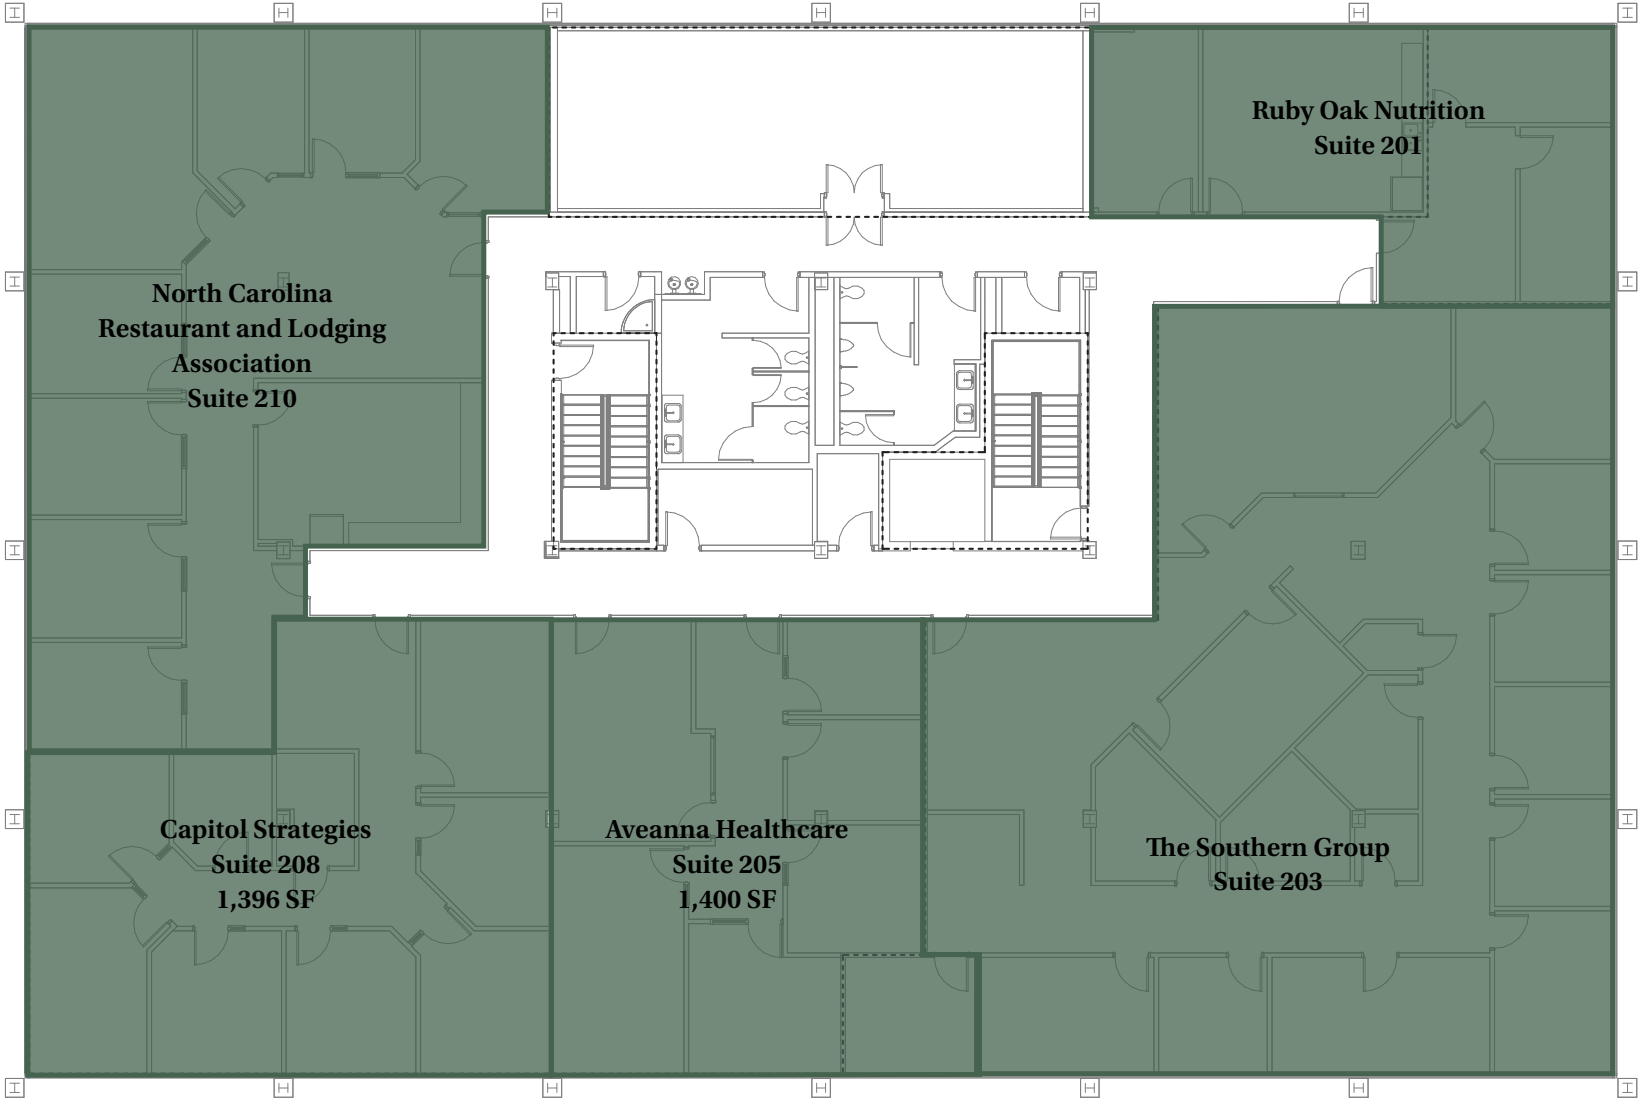 Ruby Oak Nutrition
Suite 201
North Carolina
Restaurant and Lodging
Association
Suite 210
Capitol Strategies
Suite 208
1,396 SF
Aveanna Healthcare
Suite 205
1,400 SF
The Southern Group
Suite 203